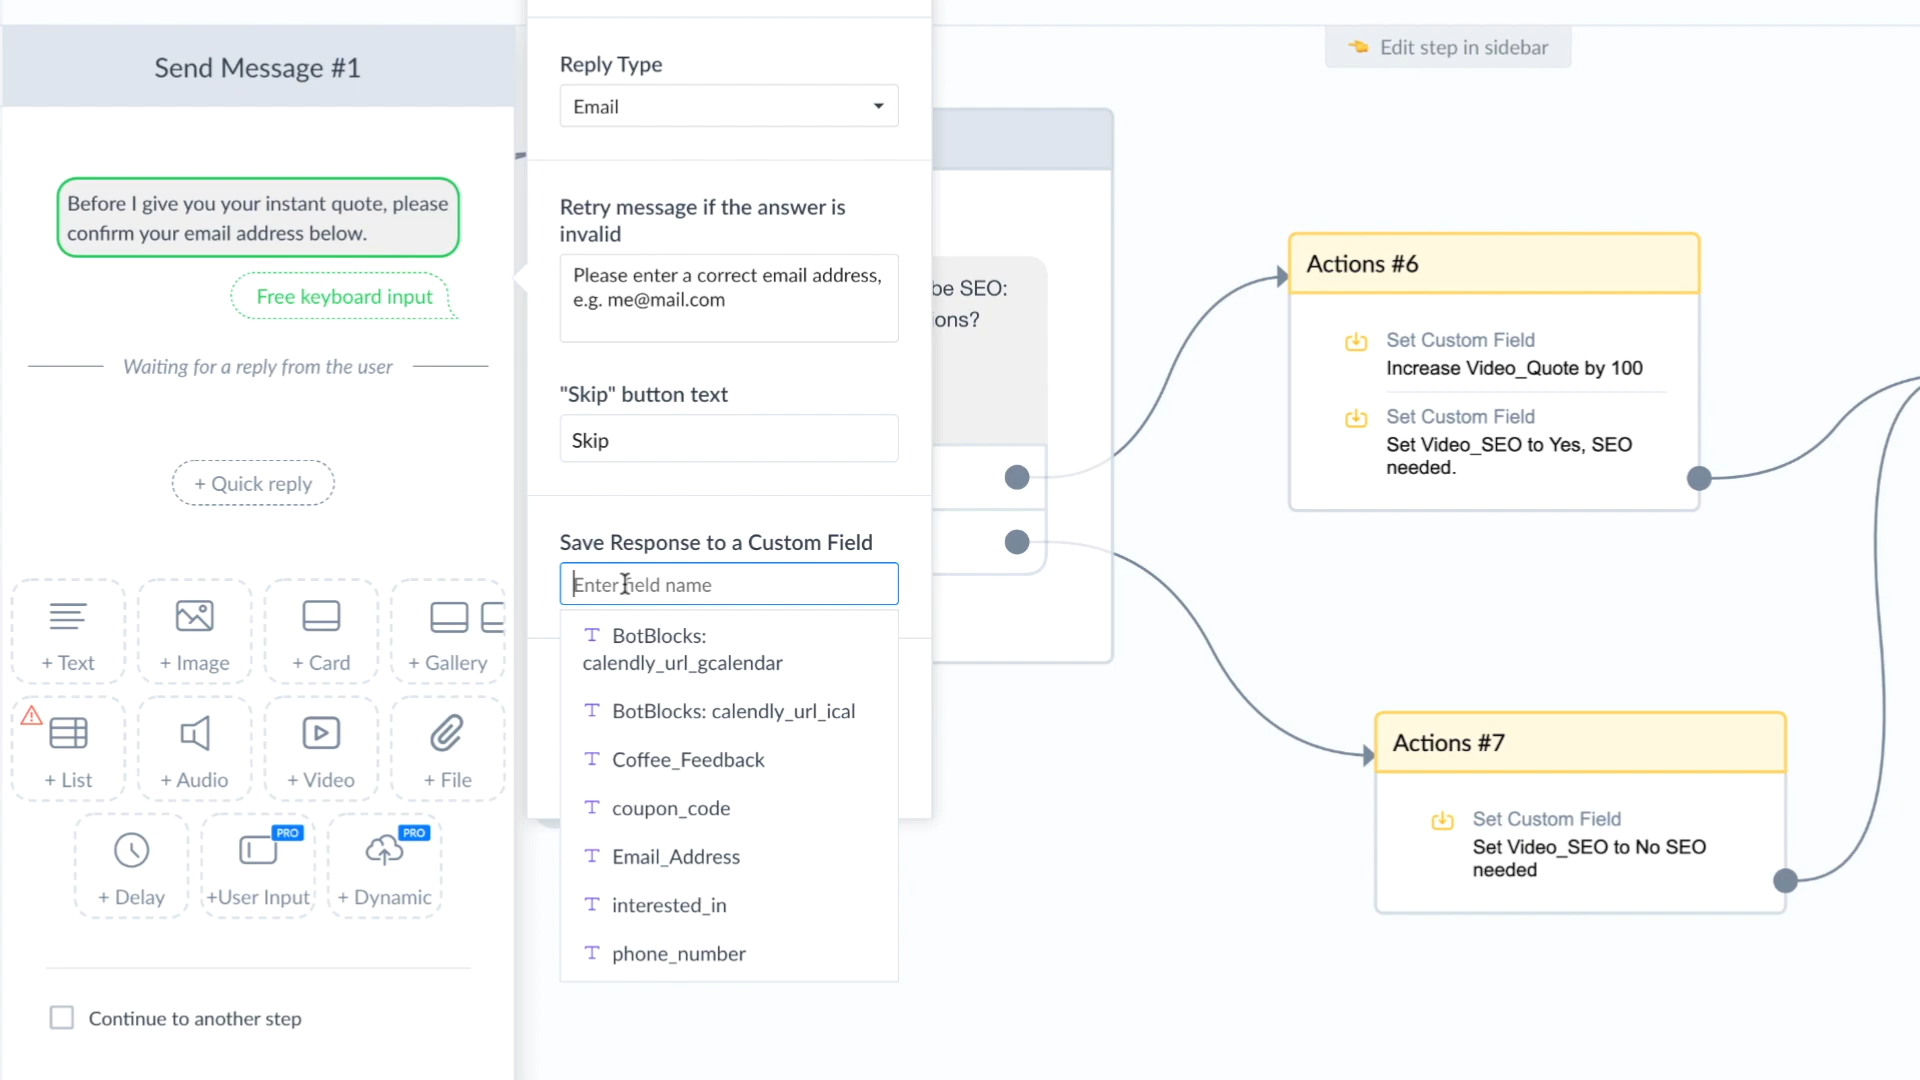 Send Message #1
Before I give you your instant quote, please
confirm your email address below.
Free keyboard input
Waiting for a reply from the user
+ Quick reply
+ Text
+ Image
+ Card
+ Gallery
+ List
+ Audio
+ Video
+ File
PRO
PRO
+ Delay
+User Input
+ Dynamic
Continue to another step
Reply Type
Email
Retry message if the answer is
invalid
Please enter a correct email address,
e.g. me@mail.com
"Skip" button text
Skip
Save Response to a Custom Field
Enter field name
BotBlocks:
calendly_url_gcalendar
BotBlocks: calendly_url_ical
Coffee_Feedback
coupon_code
Email_Address
interested_in
phone_number
be SEO:
ions?
Edit step in sidebar
Actions #6
Set Custom Field
Increase Video_Quote by 100
Set Custom Field
Set Video_SEO to Yes, SEO
needed.
Actions #7
Set Custom Field
Set Video_SEO to No SEO
needed